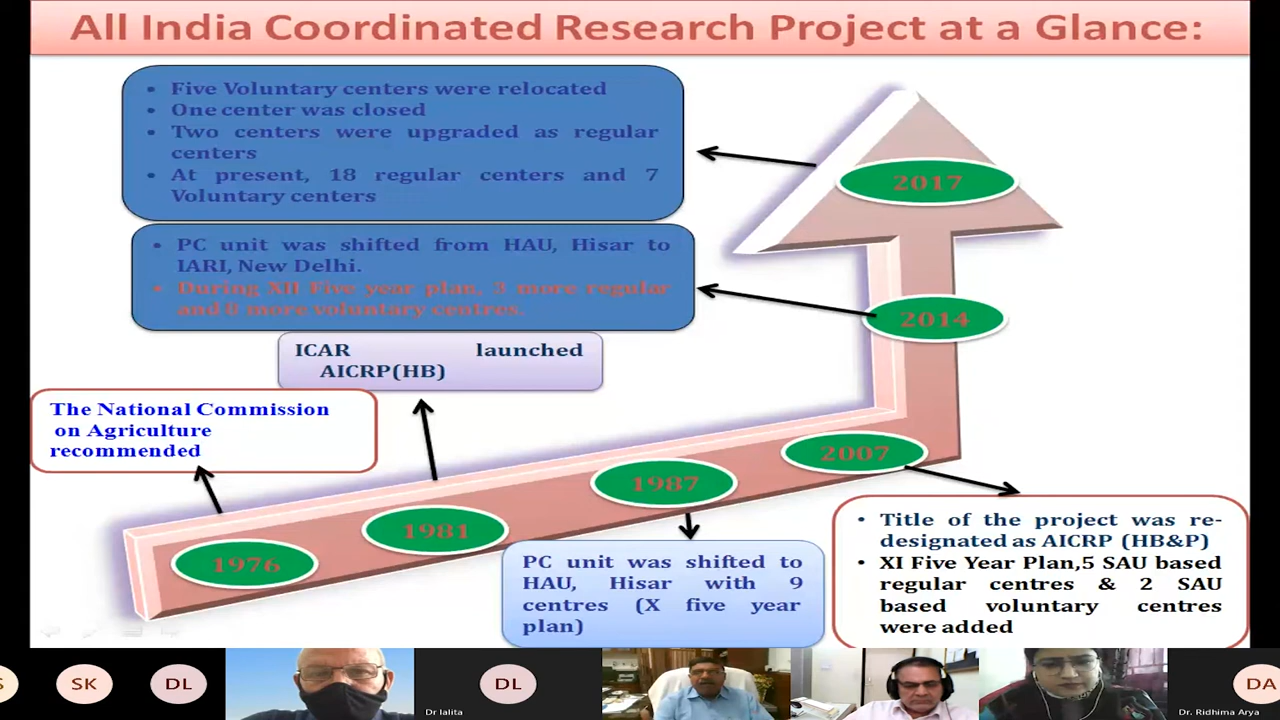 All India Coordinated Research Project at a Glance:
• Five Voluntary centers were relocated
• One center was closed
• Two centers were upgraded as regular
centers
• At present, 18 regular centers and 7
Voluntary centers
2017
• PC unit was shifted from HAU, Hisar to
IARI, New Delhi.
• During XII Five year plan, 3 more regular
and 8 more voluntary centres.
2014
ICAR launched
AICRP(HB)
The National Commission
on Agriculture
recommended
2007
1987
1981
1976
PC unit was shifted to
HAU, Hisar with 9
centres (X five year
plan)
• Title of the project was re-
designated as AICRP (HB&P)
• XI Five Year Plan,5 SAU based
regular centres & 2 SAU
based voluntary centres
were added
S
SK
DL
DL
DA
Dr lalita
Dr. Ridhima Arya